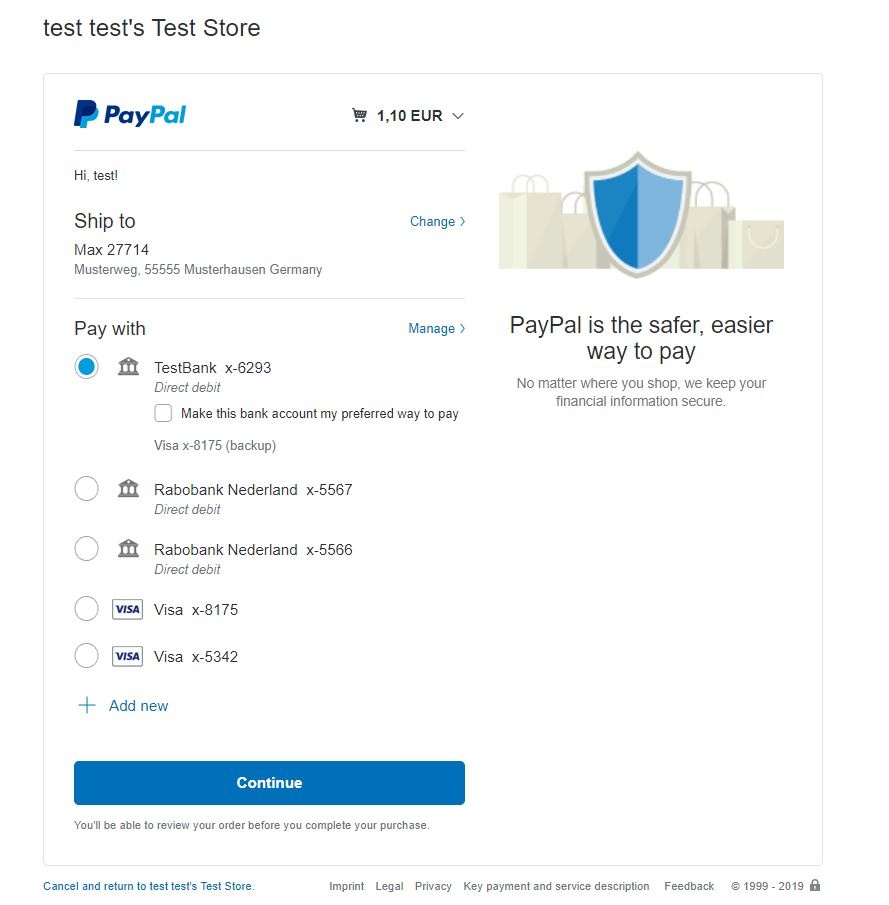 test test's Test Store
PayPal
1,10 EUR
Hi, test!
Ship to
Change
Max 27714
Musterweg, 55555 Musterhausen Germany
Pay with
Manage
TestBank x-6293
Direct debit
Make this bank account my preferred way to pay
Visa x-8175 (backup)
Rabobank Nederland x-5567
Direct debit
Rabobank Nederland x-5566
Direct debit
VISA Visa x-8175
VISA Visa x-5342
Add new
Continue
You'll be able to review your order before you complete your purchase.
PayPal is the safer, easier
way to pay
No matter where you shop, we keep your
financial information secure.
Cancel and return to test test's Test Store.
Imprint Legal Privacy Key payment and service description Feedback © 1999 - 2019